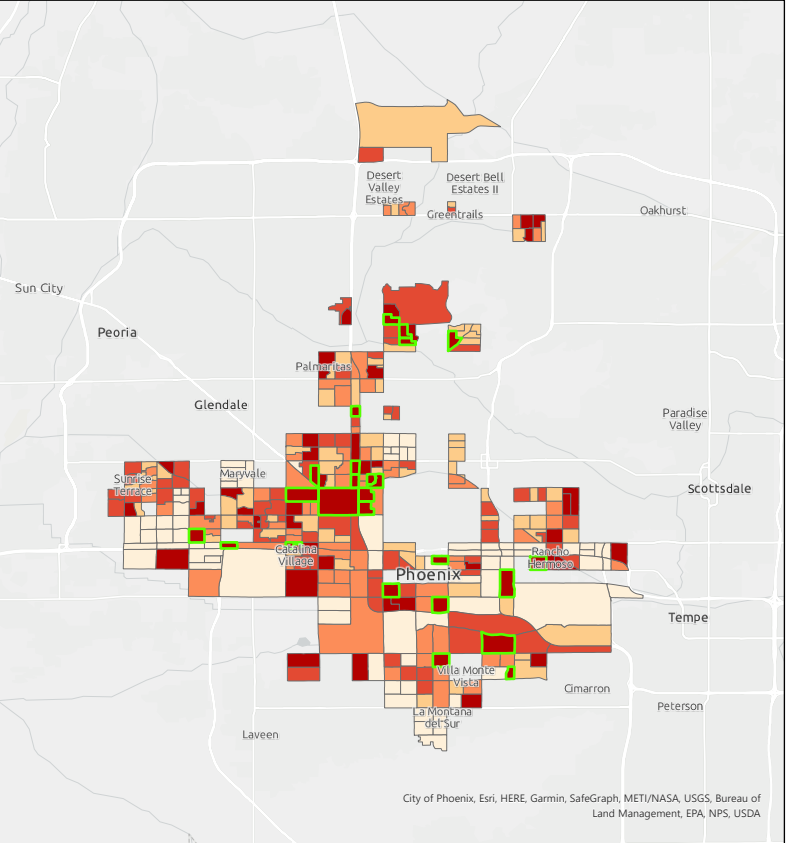 Desert
Valley
Estates
Desert Bell
Estates II
Greentrails
Oakhurst
Sun City
Peoria
Palmaritas
Glendale
Paradise
Valley
Sunrise
Terrace
Maryvale
Scottsdale
Catalina
Village
Rancho
Hermoso
Phoenix
Tempe
Villa Monte
Vista
Cimarron
Peterson
La Montana
del Sur
Laveen
City of Phoenix, Esri, HERE, Garmin, SafeGraph, METI/NASA, USGS, Bureau of
Land Management, EPA, NPS, USDA